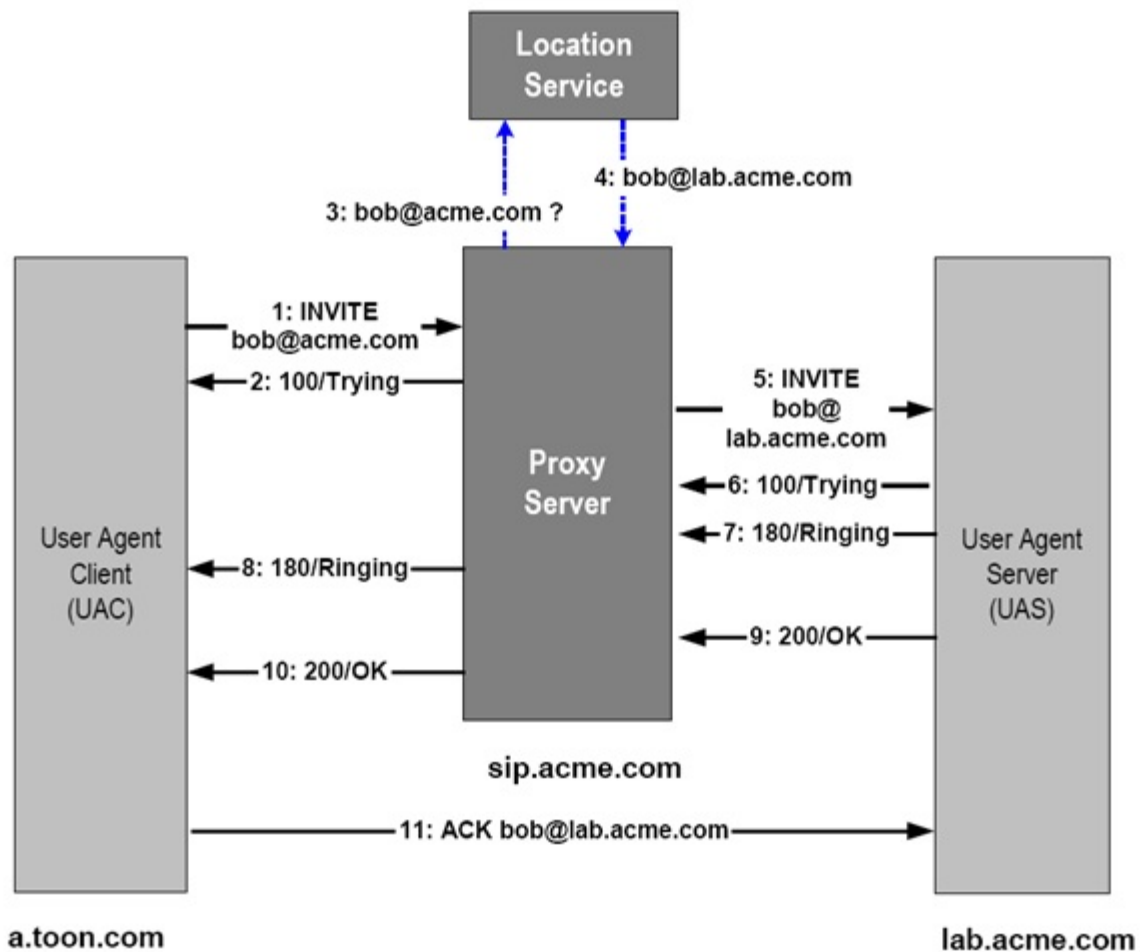 Location
Service
4: bob@lab.acme.com
3: bob@acme.com ?
1: INVITE
bob@acme.com
2: 100/Trying
5: INVITE
bob@
lab.acme.com
Proxy
Server
6: 100/Trying
7: 180/Ringing
User Agent
Client
(UAC)
8: 180/Ringing
User Agent
Server
(UAS)
9: 200/OK
10: 200/OK
sip.acme.com
11: ACK bob@lab.acme.com
a.toon.com
lab.acme.com